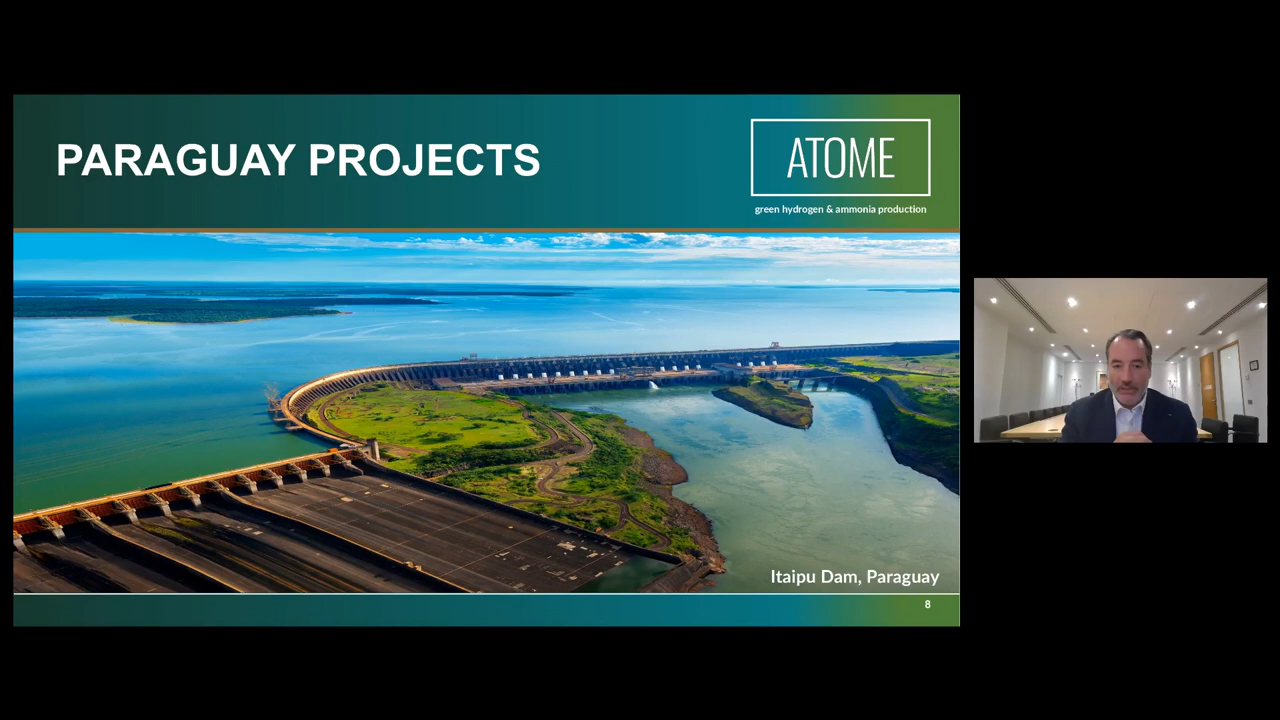 PARAGUAY PROJECTS
ATOME
green hydrogen & ammonia production
Itaipu Dam, Paraguay
8